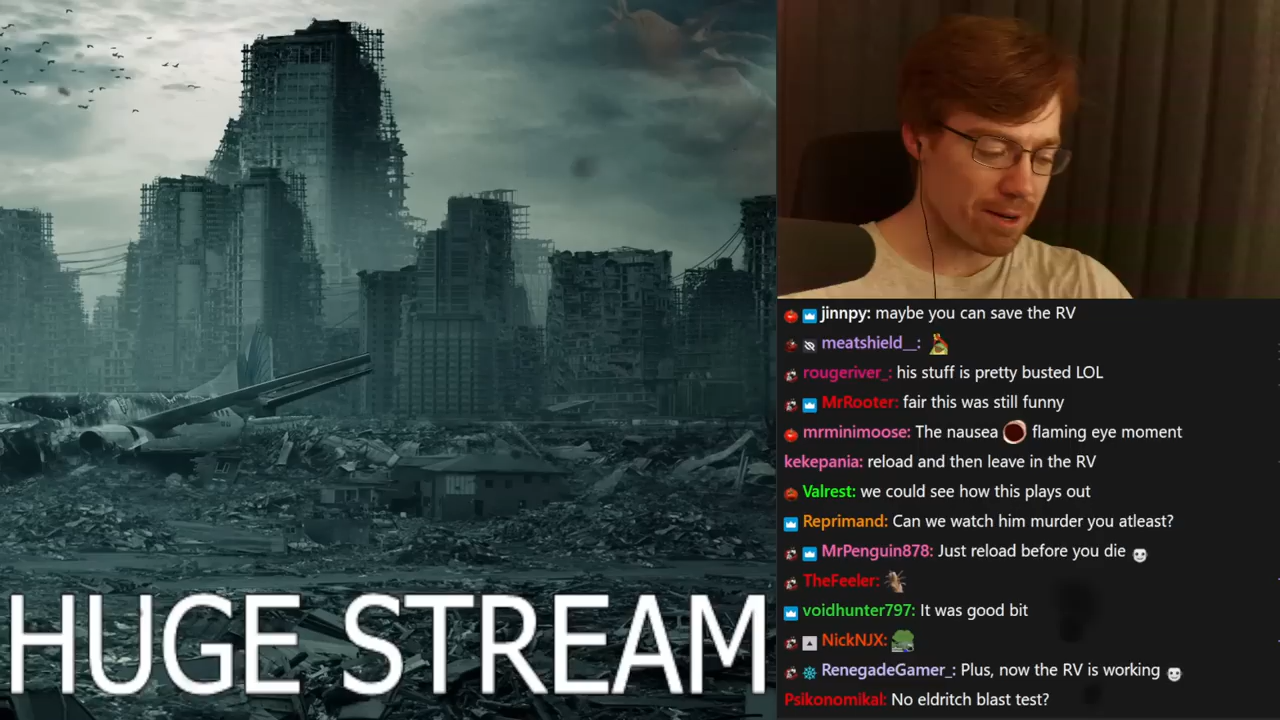 HUGE STREAM
jinnpy: maybe you can save the RV
meatshield__:
rougeriver_: his stuff is pretty busted LOL
MrRooter: fair this was still funny
mrminimoose: The nausea flaming eye moment
kekepania: reload and then leave in the RV
Valrest: we could see how this plays out
Reprimand: Can we watch him murder you atleast?
MrPenguin878: Just reload before you die
TheFeeler:
voidhunter797: It was good bit
NickNJX:
RenegadeGamer_: Plus, now the RV is working
Psikonomikal: No eldritch blast test?